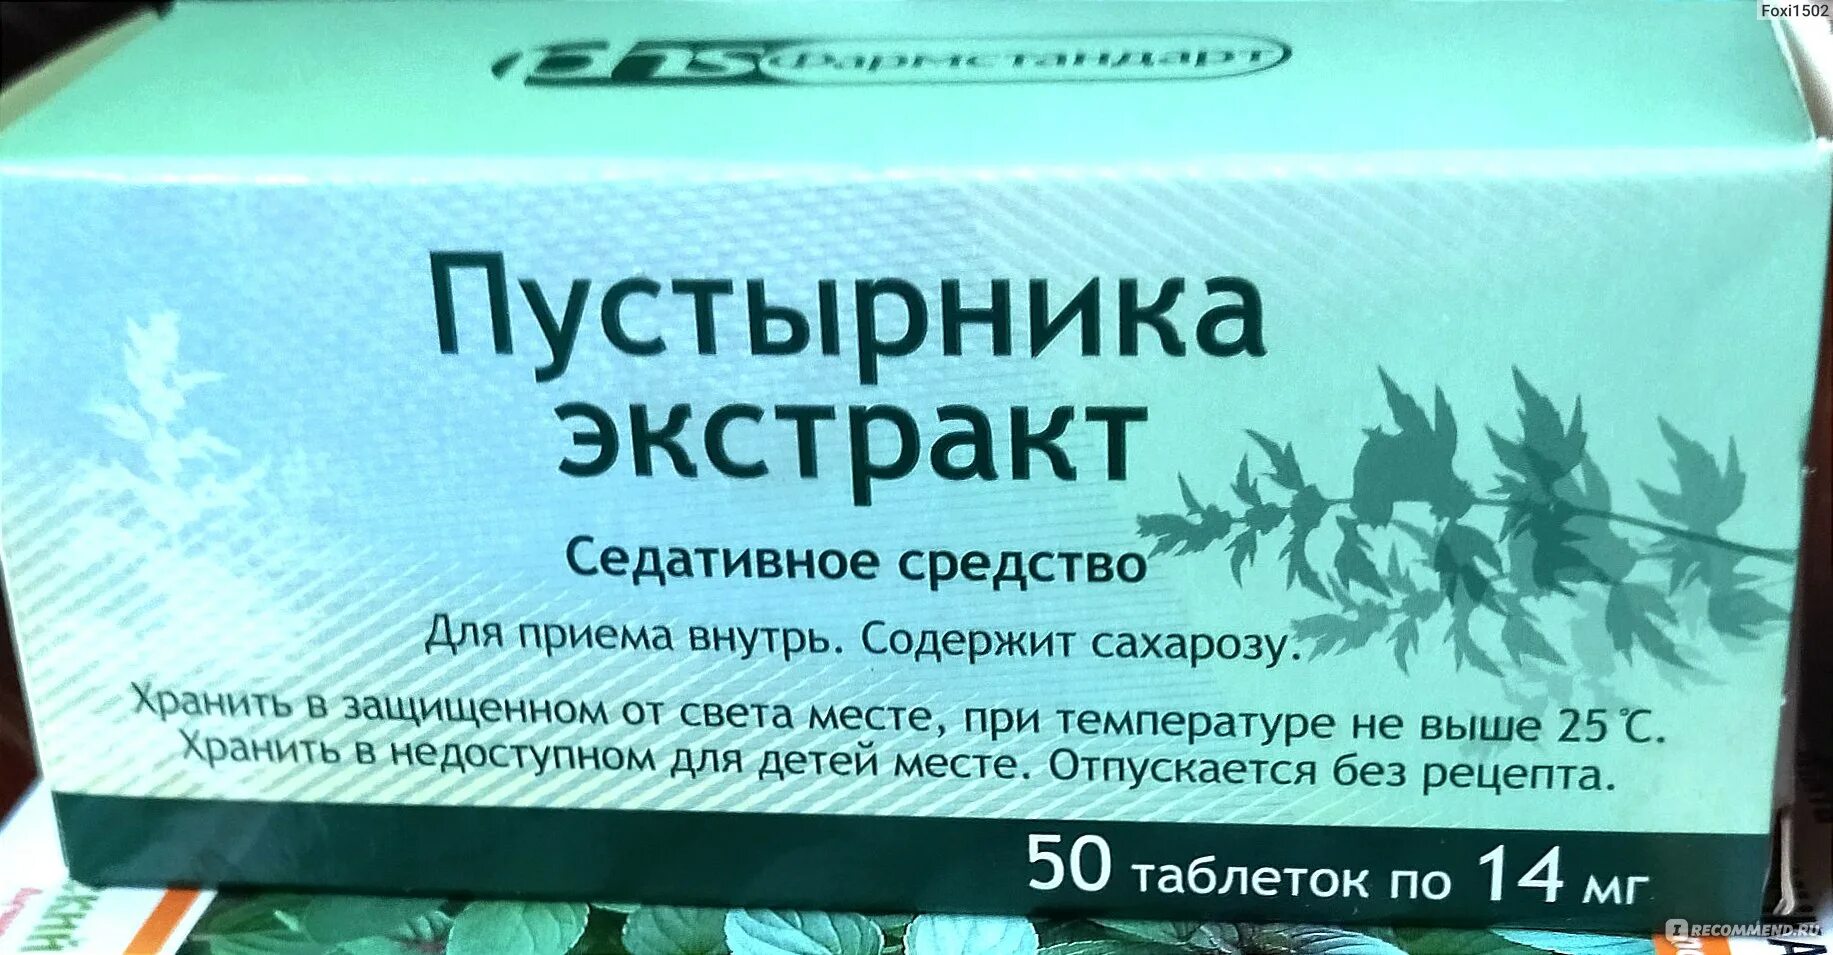 Foxi1502
Фармстандарт
Пустырника
экстракт
Седативное средство
Для приема внутрь. Содержит сахарозу.
Хранить в защищенном от света месте, при температуре не выше 25 °С.
Хранить в недоступном для детей месте. Отпускается без рецепта.
50 таблеток по 14 мг
IRECOMMEND.RU